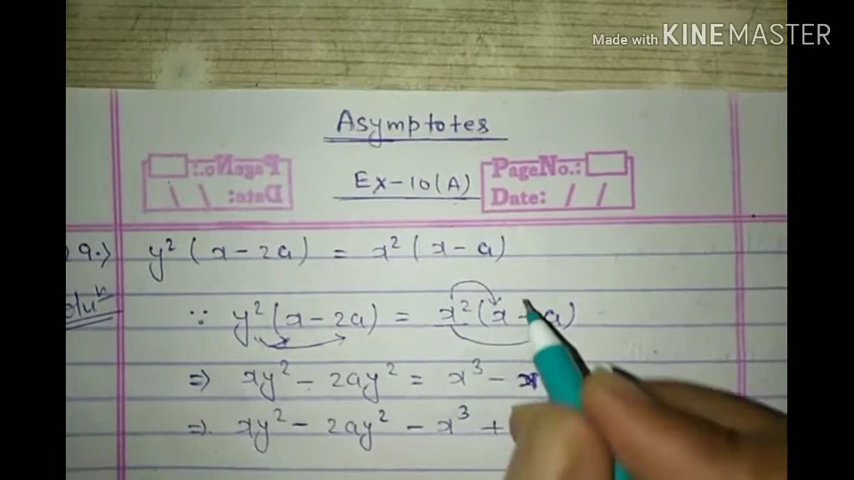 Made with KINEMASTER
Asymptotes
PageNo.:
Date: / /
Ex-10(A)
PageNo.:
Date: / /
9.) y²(x-2a) = x²(x-a)
Soluⁿ
∵ y²(x-2a) = x²(x-a)
⇒ xy² - 2ay² = x³ - x
⇒ xy² - 2ay² - x³ +